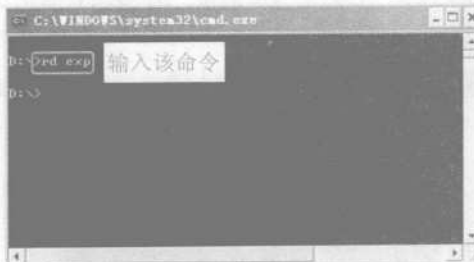 C:\WINDOWS\system32\cmd.exe
D:\>rd exp 输入该命令
D:\>